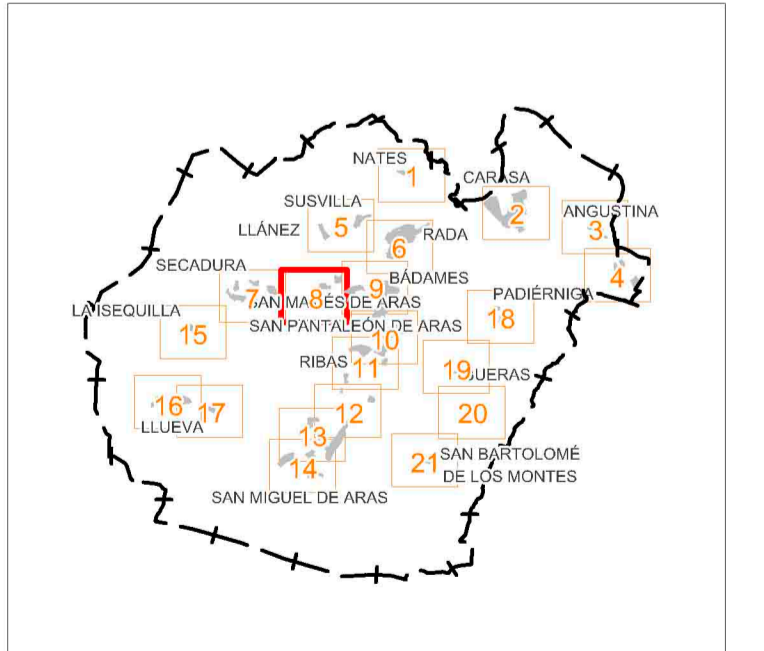 NATES
1
CARASA
SUSVILLA
2
ANGUSTINA
LLÁNEZ
5
RADA
3
6
SECADURA
BÁDAMES
4
7
8
9
SAN MAMÉS DE ARAS
PADIÉRNIGA
LA ISEQUILLA
SAN PANTALEÓN DE ARAS
18
15
10
RIBAS
11
19
16
17
12
20
LLUEVA
13
14
21
SAN BARTOLOMÉ
DE LOS MONTES
SAN MIGUEL DE ARAS